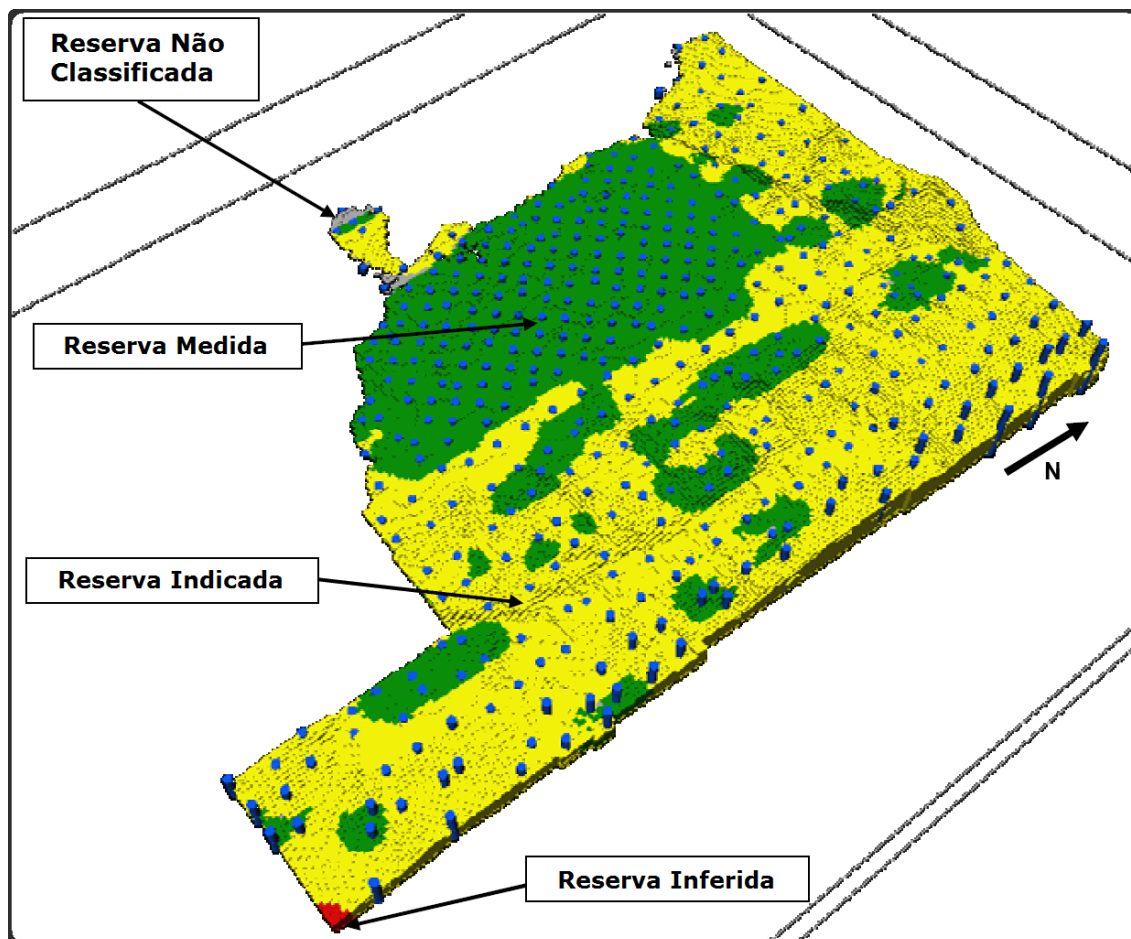 Reserva Não
Classificada
Reserva Medida
N
Reserva Indicada
Reserva Inferida